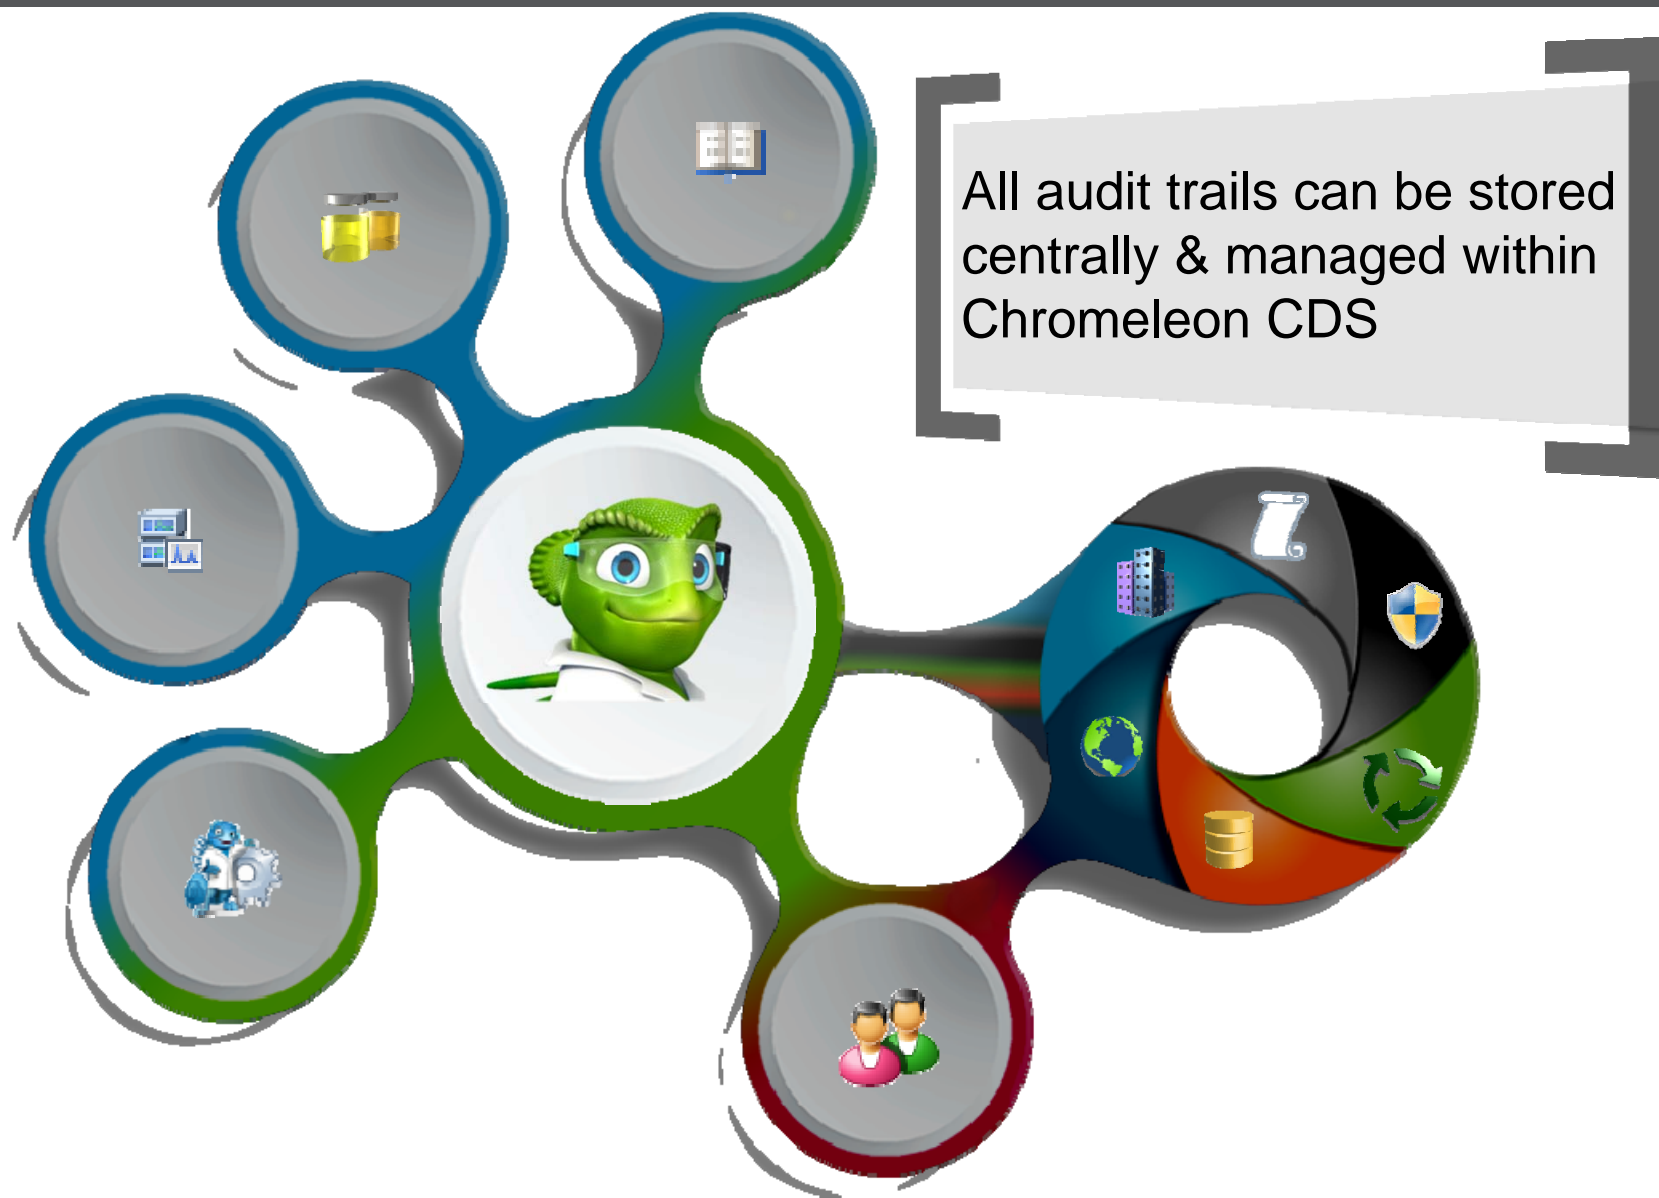 All audit trails can be stored
centrally & managed within
Chromeleon CDS